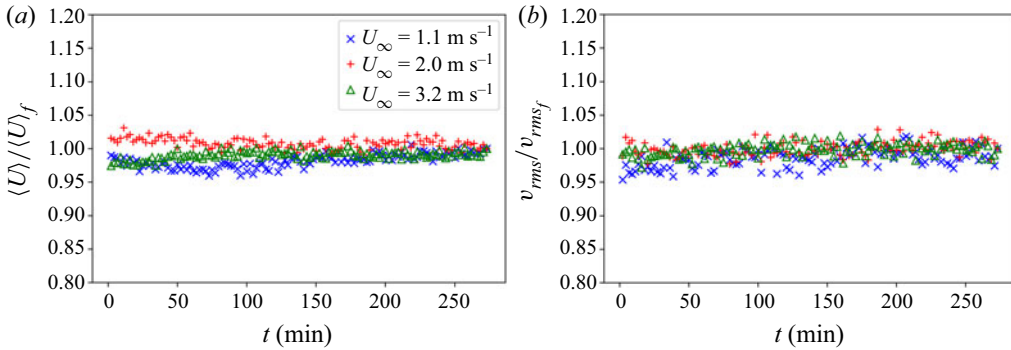 (a)
1.20
1.15
1.10
1.05
1.00
0.95
0.90
0.85
0.80
⟨U⟩/⟨U⟩f
U∞ = 1.1 m s−1
U∞ = 2.0 m s−1
U∞ = 3.2 m s−1
0 50 100 150 200 250
t (min)
(b)
1.20
1.15
1.10
1.05
1.00
0.95
0.90
0.85
0.80
vrms/vrmsf
0 50 100 150 200 250
t (min)